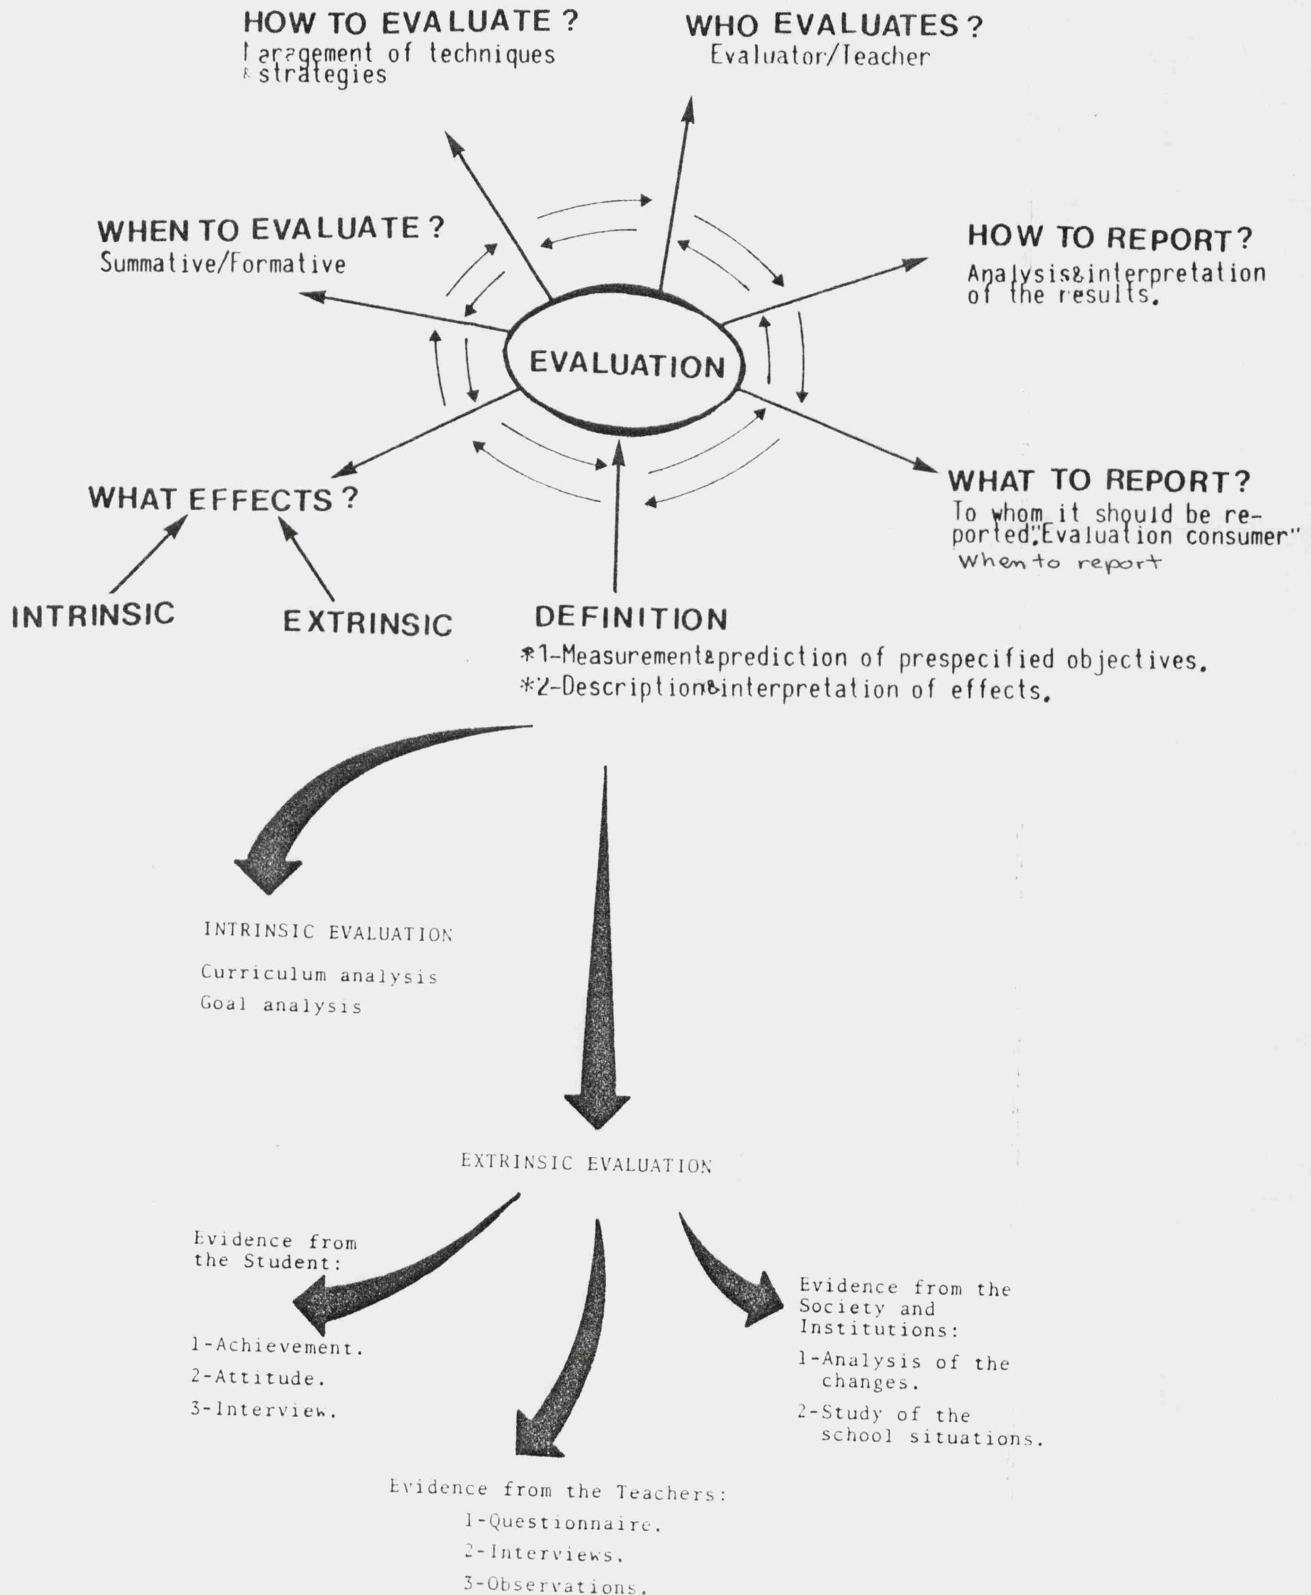 HOW TO EVALUATE?
of techniques
& strategies
WHO EVALUATES?
Evaluator/Teacher
WHEN TO EVALUATE?
Summative/Formative
HOW TO REPORT?
Analysis&interpretation
of the results.
EVALUATION
WHAT EFFECTS?
INTRINSIC
EXTRINSIC
WHAT TO REPORT?
To whom it should be re-
ported"Evaluation consumer"
When to report
DEFINITION
*1-Measurement&prediction of prespecified objectives.
*2-Description&interpretation of effects.
INTRINSIC EVALUATION
Curriculum analysis
Goal analysis
EXTRINSIC EVALUATION
Evidence from
the Student:
1-Achievement.
2-Attitude.
3-Interview.
Evidence from the
Society and
Institutions:
1-Analysis of the
changes.
2-Study of the
school situations.
Evidence from the Teachers:
1-Questionnaire.
2-Interviews.
3-Observations.